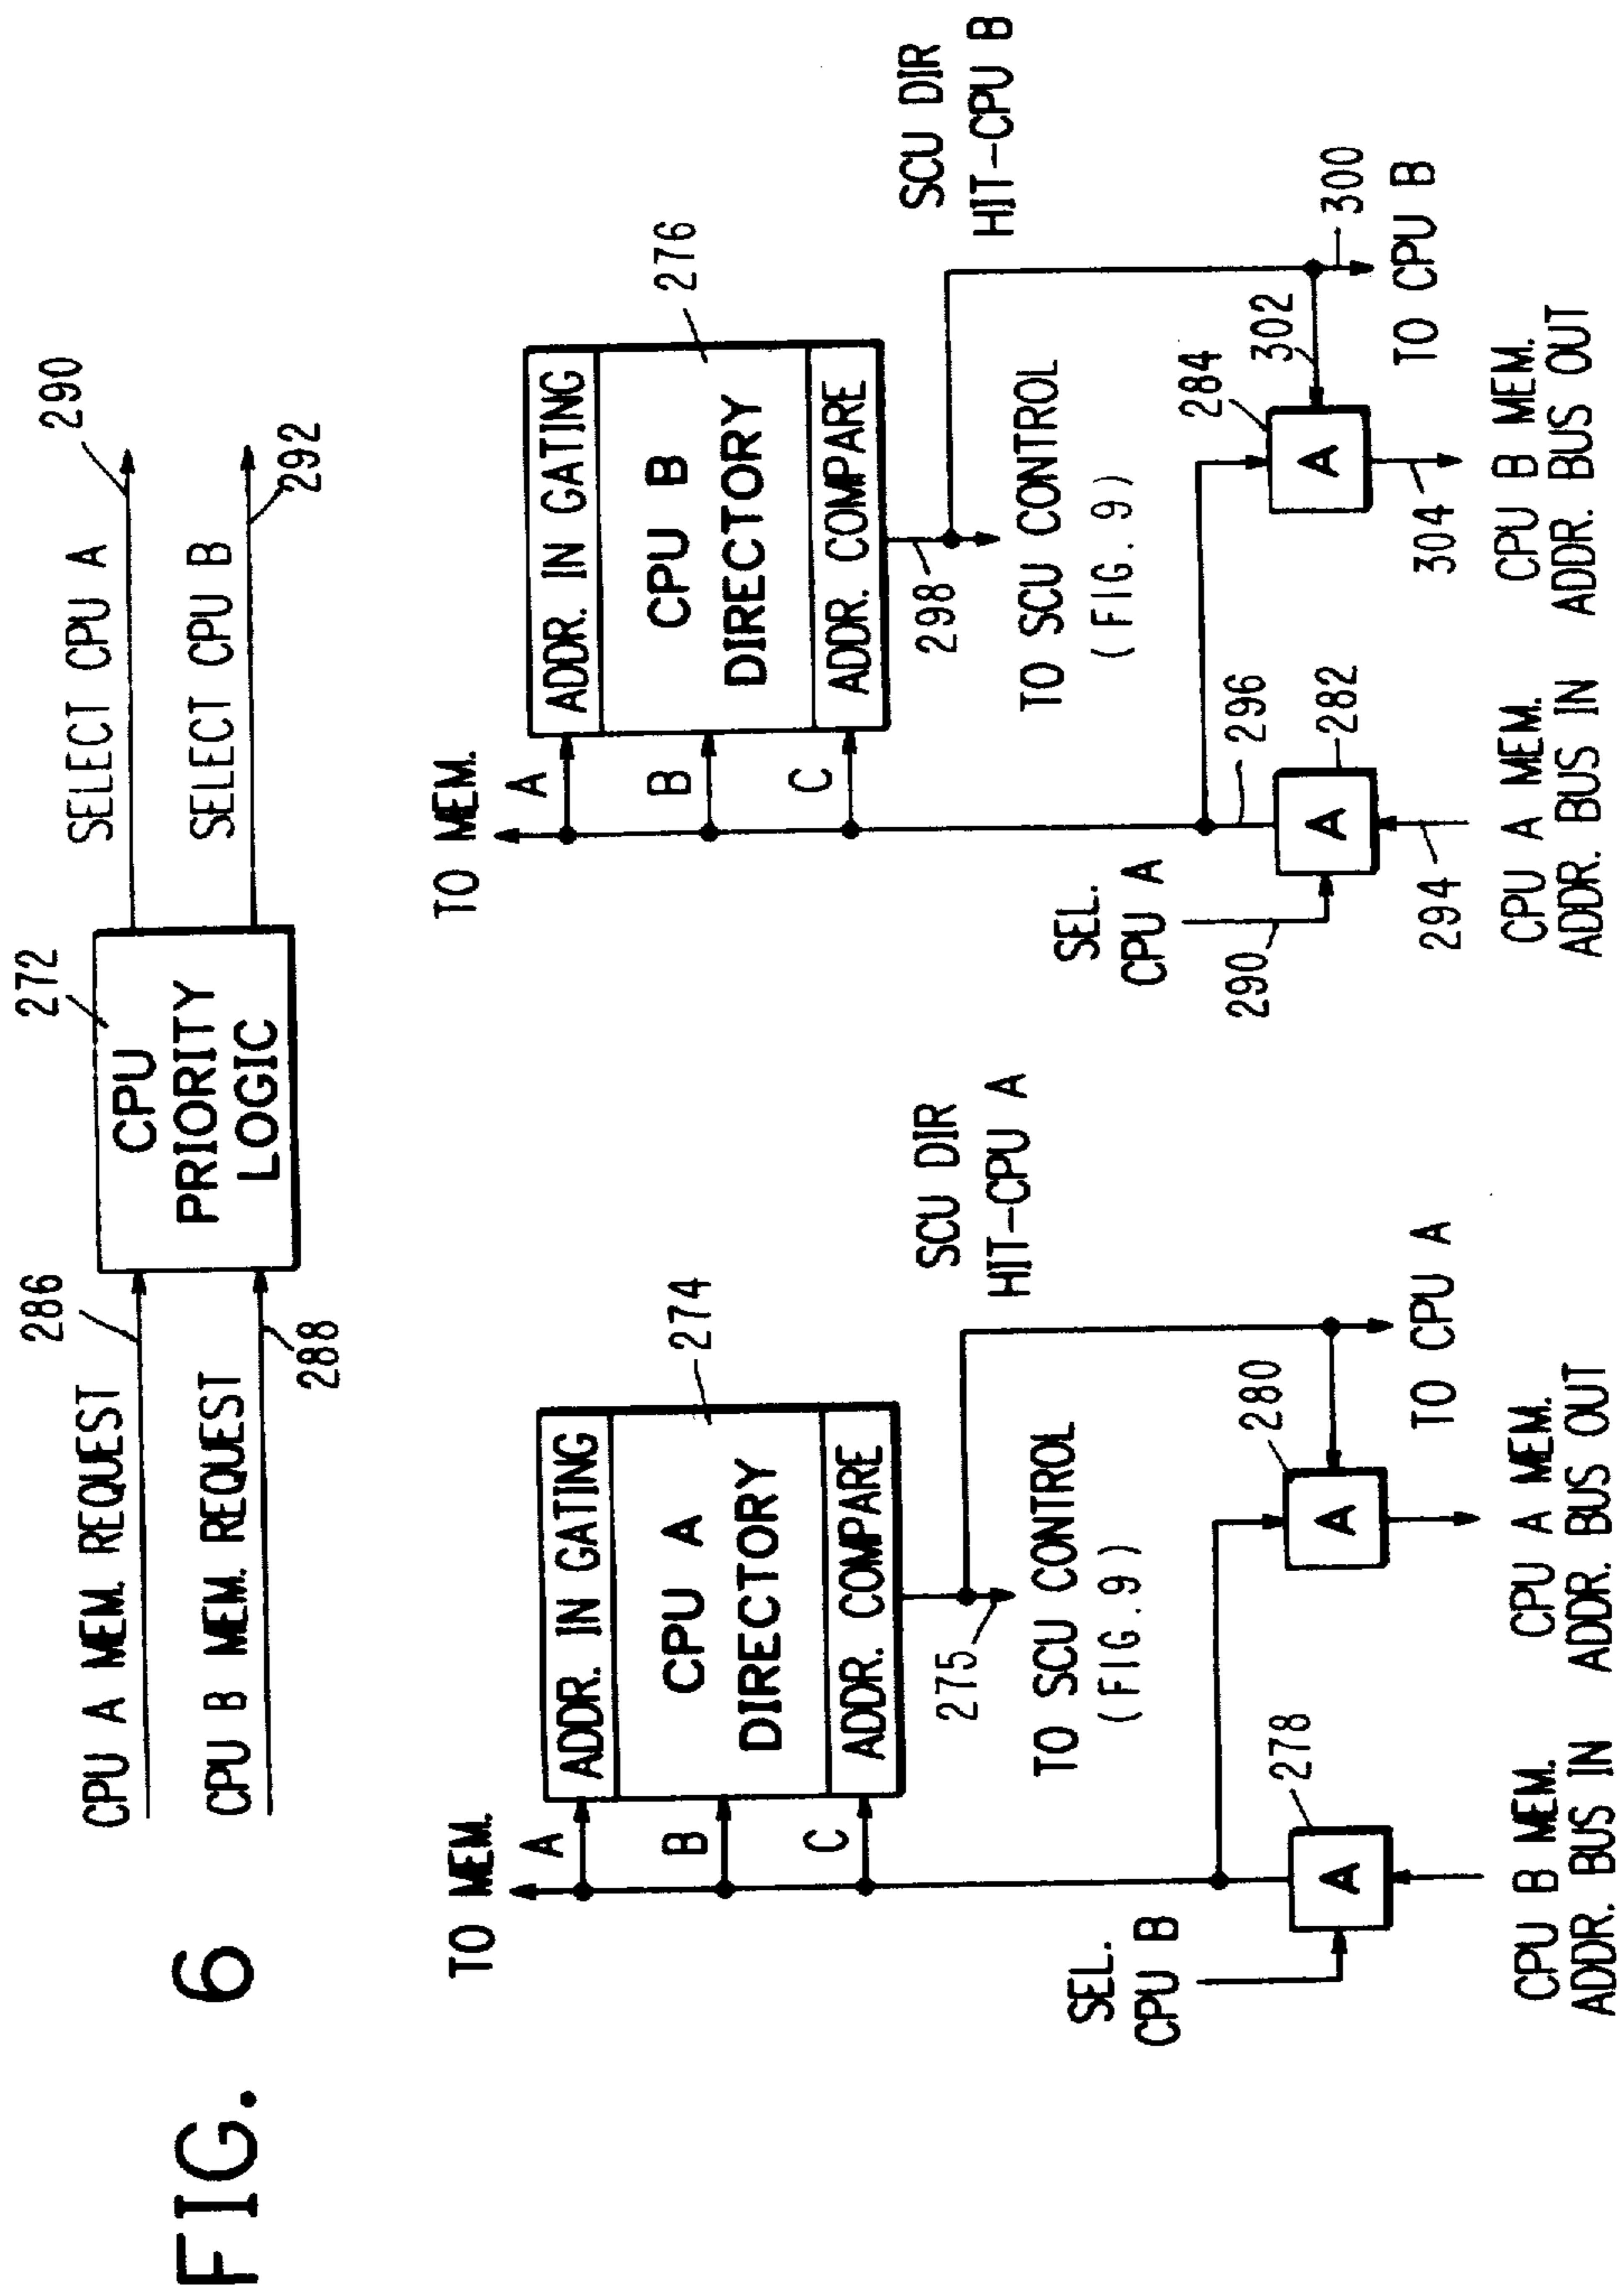 FIG. 6
CPU A MEM. REQUEST
286
CPU B MEM. REQUEST
288
272
CPU
PRIORITY
LOGIC
SELECT CPU A
290
SELECT CPU B
292
TO MEM.
A
B
C
ADDR. IN GATING
CPU A
DIRECTORY
ADDR. COMPARE
274
275
TO SCU CONTROL
(FIG. 9)
SCU DIR
HIT-CPU A
SEL.
CPU B
A
278
A
280
TO CPU A
CPU B MEM.
ADDR. BUS IN
CPU A MEM.
ADDR. BUS OUT
TO MEM.
A
B
C
ADDR. IN GATING
CPU B
DIRECTORY
ADDR. COMPARE
276
298
TO SCU CONTROL
(FIG. 9)
SCU DIR
HIT-CPU B
SEL.
CPU A
290
296
A
282
294
284
A
302
304
300
TO CPU B
CPU A MEM.
ADDR. BUS IN
CPU B MEM.
ADDR. BUS OUT